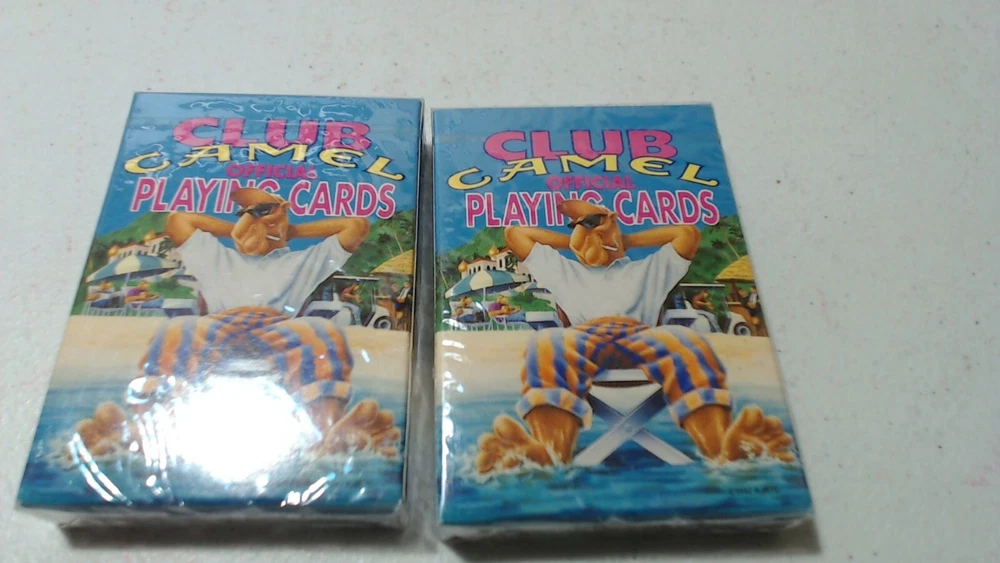 CLUB
CAMEL
OFFICIAL
PLAYING CARDS
CLUB
CAMEL
OFFICIAL
PLAYING CARDS